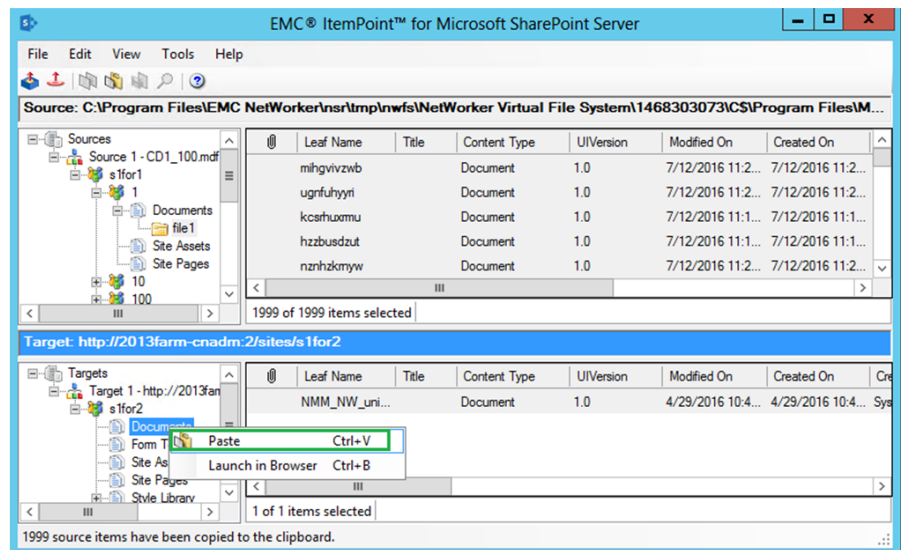 EMC® ItemPoint™ for Microsoft SharePoint Server
File Edit View Tools Help
Source: C:\Program Files\EMC NetWorker\nsr\tmp\nwfs\NetWorker Virtual File System\1468303073\C$\Program Files\M...
Sources
Source 1 - CD1_100.mdf
s1for1
1
Documents
file1
Site Assets
Site Pages
10
100
Leaf Name Title Content Type UIVersion Modified On Created On
mihgvivzwb Document 1.0 7/12/2016 11:2... 7/12/2016 11:2...
ugnfuhyyri Document 1.0 7/12/2016 11:2... 7/12/2016 11:2...
kcsrhuxmu Document 1.0 7/12/2016 11:1... 7/12/2016 11:1...
hzzbusdzut Document 1.0 7/12/2016 11:1... 7/12/2016 11:1...
nznhzkmyw Document 1.0 7/12/2016 11:2... 7/12/2016 11:2...
1999 of 1999 items selected
Target: http://2013farm-cnadm:2/sites/s1for2
Targets
Target 1 - http://2013farm
s1for2
Documents
Form T
Site As
Site Pages
Style Library
Leaf Name Title Content Type UIVersion Modified On Created On Cre
NMM_NW_uni... Document 1.0 4/29/2016 10:4... 4/29/2016 10:4... Sys
Paste Ctrl+V
Launch in Browser Ctrl+B
1 of 1 items selected
1999 source items have been copied to the clipboard.